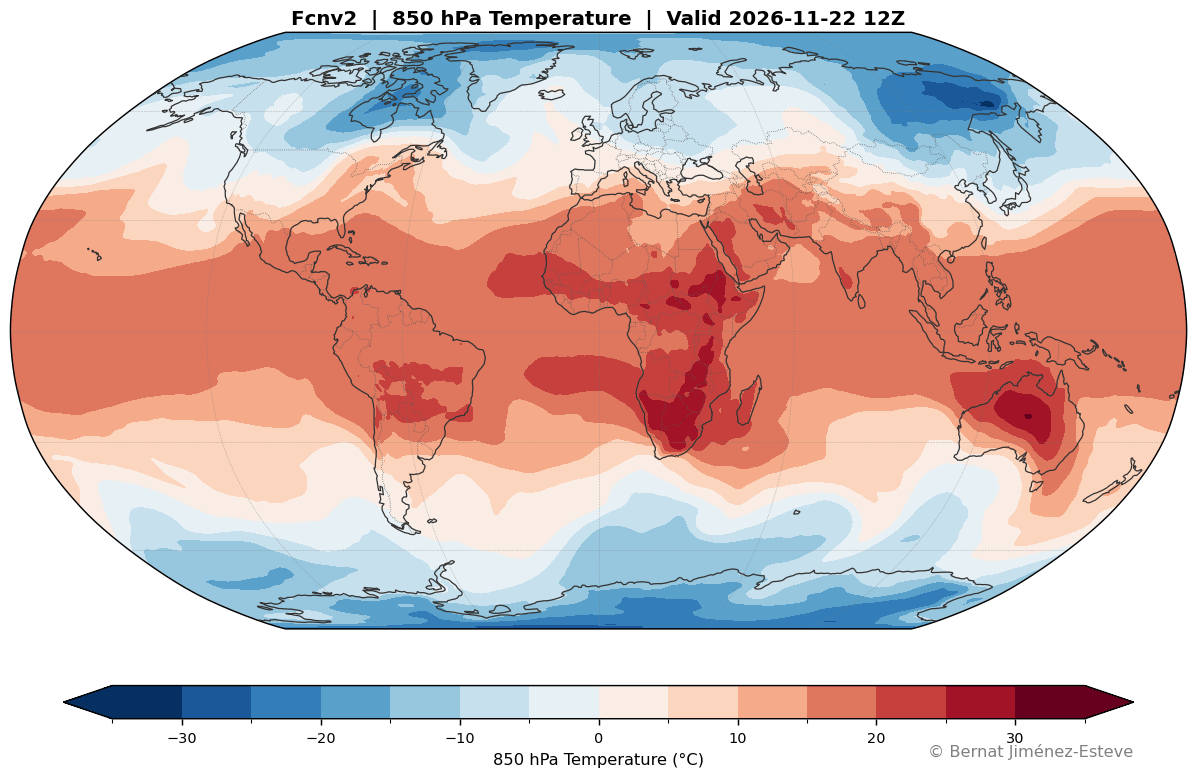 Fcnv2 | 850 hPa Temperature | Valid 2026-11-22 12Z
−30 −20 −10 0 10 20 30
850 hPa Temperature (°C)
© Bernat Jiménez-Esteve